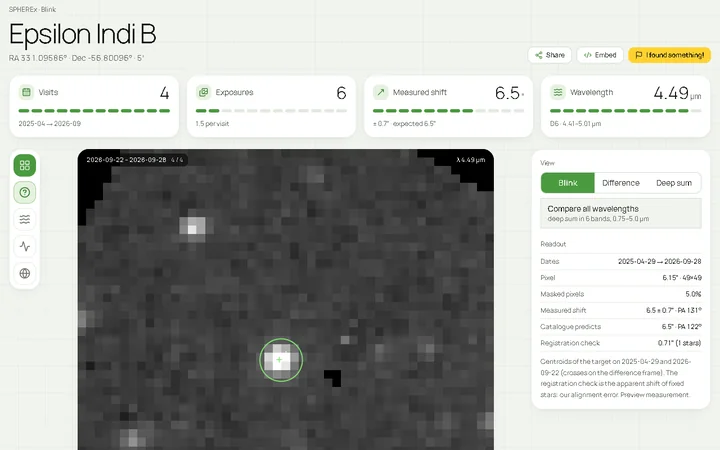 SPHEREx · Blink
Epsilon Indi B
RA 331.09586° · Dec -56.80096° · 5'
Share
Embed
I found something!
Visits 4
2025-04 → 2026-09
Exposures 6
1.5 per visit
Measured shift 6.5"
± 0.7" · expected 6.5"
Wavelength 4.49 µm
D6 · 4.41–5.01 µm
2026-09-22 – 2026-09-28 4 / 4
λ 4.49 µm
View
Blink
Difference
Deep sum
Compare all wavelengths
deep sum in 6 bands, 0.75–5.0 µm
Readout
Dates 2025-04-29 → 2026-09-28
Pixel 6.15" · 49×49
Masked pixels 5.0%
Measured shift 6.5 ± 0.7" · PA 131°
Catalogue predicts 6.5" · PA 122°
Registration check 0.71" (1 stars)
Centroids of the target on 2025-04-29 and 2026-
09-22 (crosses on the difference frame). The
registration check is the apparent shift of fixed
stars: our alignment error. Preview measurement.